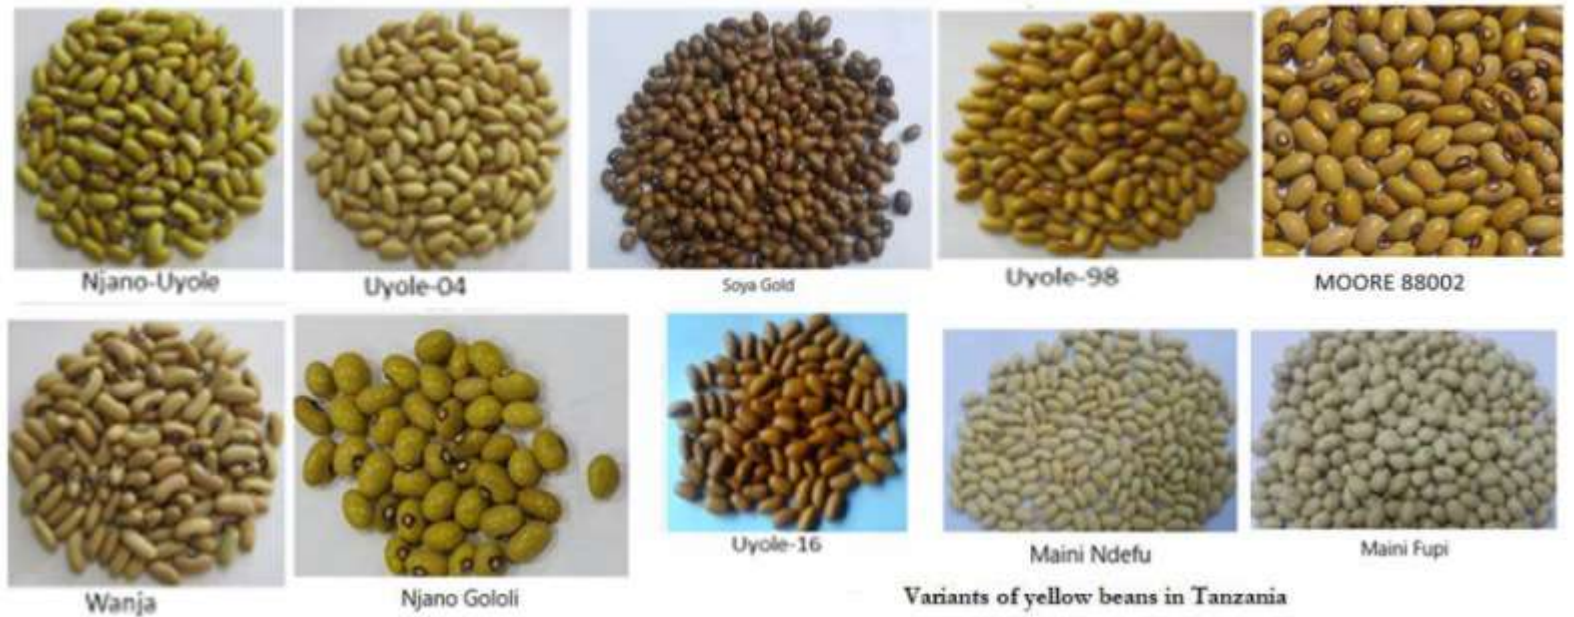 Njano-Uyole
Uyole-04
Soya Gold
Uyole-98
MOORE 88002
Wanja
Njano Gololi
Uyole-16
Maini Ndefu
Maini Fupi
Variants of yellow beans in Tanzania